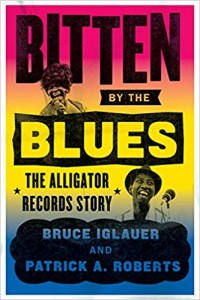 BITTEN
BY THE
BLUES
THE ALLIGATOR
RECORDS STORY
BRUCE IGLAUER
AND
PATRICK A. ROBERTS